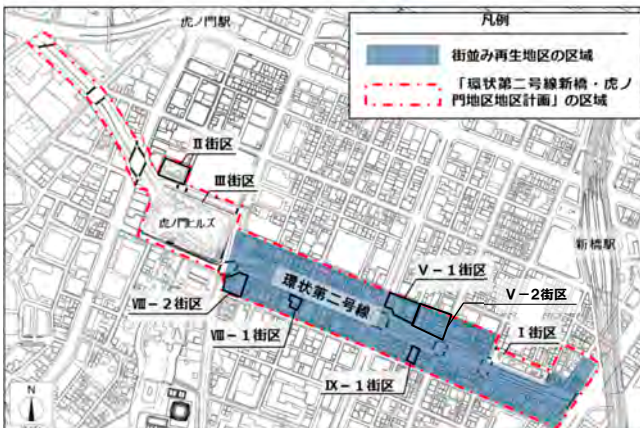 虎ノ門駅
凡例
街並み再生地区の区域
「環状第二号線新橋・虎ノ
門地区地区計画」の区域
Ⅱ街区
Ⅲ街区
虎ノ門ヒルズ
新橋駅
環状第二号線
Ⅴ－1街区
Ⅴ－2街区
Ⅷ－2街区
Ⅷ－1街区
Ⅰ街区
Ⅸ－1街区
N